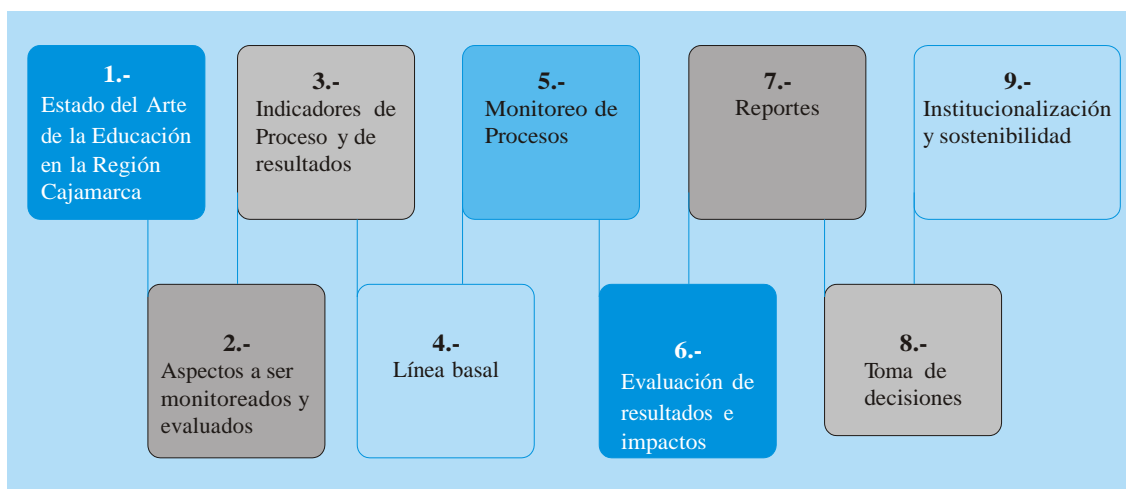 1.-
Estado del Arte
de la Educación
en la Región
Cajamarca
2.-
Aspectos a ser
monitoreados y
evaluados
3.-
Indicadores de
Proceso y de
resultados
4.-
Línea basal
5.-
Monitoreo de
Procesos
6.-
Evaluación de
resultados e
impactos
7.-
Reportes
8.-
Toma de
decisiones
9.-
Institucionalización
y sostenibilidad